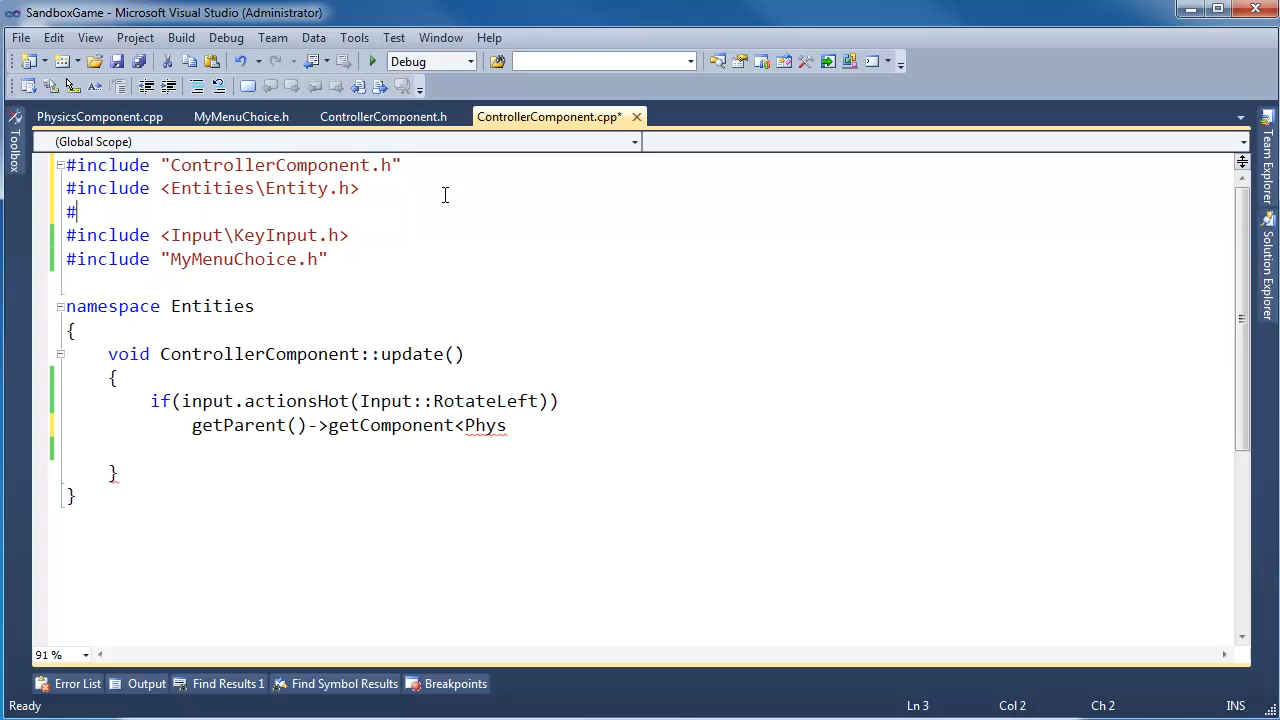 SandboxGame - Microsoft Visual Studio (Administrator)
File Edit View Project Build Debug Team Data Tools Test Window Help
Debug
PhysicsComponent.cpp MyMenuChoice.h ControllerComponent.h ControllerComponent.cpp*
(Global Scope)
#include "ControllerComponent.h"
#include <Entities\Entity.h>
#
#include <Input\KeyInput.h>
#include "MyMenuChoice.h"
namespace Entities
{
void ControllerComponent::update()
{
if(input.actionsHot(Input::RotateLeft))
getParent()->getComponent<Phys
}
}
91 %
Toolbox
Team Explorer
Solution Explorer
Error List Output Find Results 1 Find Symbol Results Breakpoints
Ready Ln 3 Col 2 Ch 2 INS